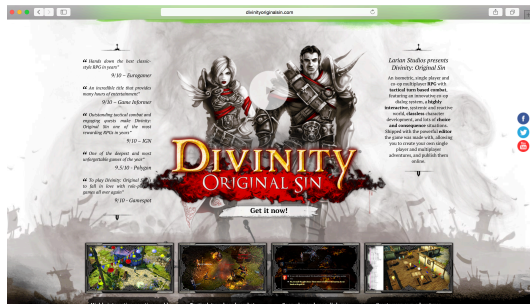 divinityoriginalsin.com
“ Hands down the best classic-
style RPG in years"
9/10 – Eurogamer
“ An incredible title that provides
many hours of entertainment"
9/10 – Game Informer
“ Outstanding tactical combat and
engaging quests make Divinity:
Original Sin one of the most
rewarding RPGs in years"
9/10 – IGN
“ One of the deepest and most
unforgettable games of the year"
9.5/10 - Polygon
“ To play Divinity: Original
to fall in love with role-p
games all over again"
9/10 - Gamespot
Larian Studios presents
Divinity: Original Sin
An isometric, single player and
co-op multiplayer RPG with
tactical turn based combat,
featuring an innovative co-op
dialog system, a highly
interactive, systemic and reactive
world, classless character
development, and lots of choice
and consequence situations.
Shipped with the powerful editor
the game was made with, allowing
you to create your own single
player and multiplayer
adventures, and publish them
online.
DIVINITY
ORIGINAL SIN
Get it now!